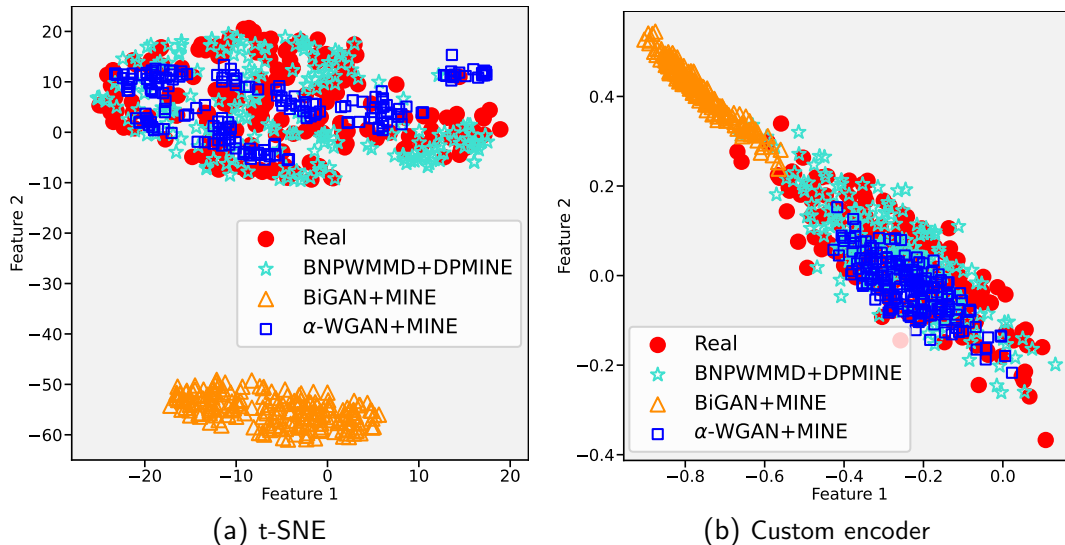 20
10
0
−10
−20
−30
−40
−50
−60
Feature 2
Real
BNPWMMD+DPMINE
BiGAN+MINE
α-WGAN+MINE
−20
−10
0
10
20
Feature 1
(a) t-SNE
0.4
0.2
0.0
−0.2
−0.4
Feature 2
Real
BNPWMMD+DPMINE
BiGAN+MINE
α-WGAN+MINE
−0.8
−0.6
−0.4
−0.2
0.0
Feature 1
(b) Custom encoder